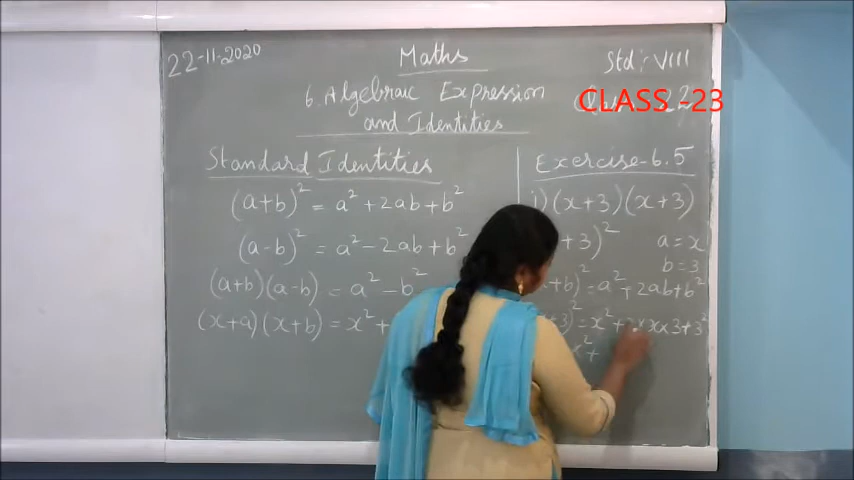 22-11-2020
Maths
Std: VIII
6. Algebraic Expression
and Identities
CLASS -23
Standard Identities
(a+b)² = a² + 2ab + b²
(a-b)² = a² - 2ab + b²
(a+b)(a-b) = a² - b²
(x+a)(x+b) = x² +
Exercise-6.5
i) (x+3)(x+3)
+3)²
a = x
b = 3
+b)² = a² + 2ab + b²
+3)² = x² + 2×x×3+3²
x² +